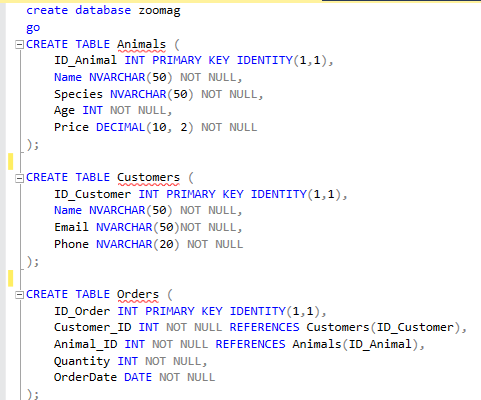 create database zoomag
go
CREATE TABLE Animals (
ID_Animal INT PRIMARY KEY IDENTITY(1,1),
Name NVARCHAR(50) NOT NULL,
Species NVARCHAR(50) NOT NULL,
Age INT NOT NULL,
Price DECIMAL(10, 2) NOT NULL
);
CREATE TABLE Customers (
ID_Customer INT PRIMARY KEY IDENTITY(1,1),
Name NVARCHAR(50) NOT NULL,
Email NVARCHAR(50)NOT NULL,
Phone NVARCHAR(20) NOT NULL
);
CREATE TABLE Orders (
ID_Order INT PRIMARY KEY IDENTITY(1,1),
Customer_ID INT NOT NULL REFERENCES Customers(ID_Customer),
Animal_ID INT NOT NULL REFERENCES Animals(ID_Animal),
Quantity INT NOT NULL,
OrderDate DATE NOT NULL
);